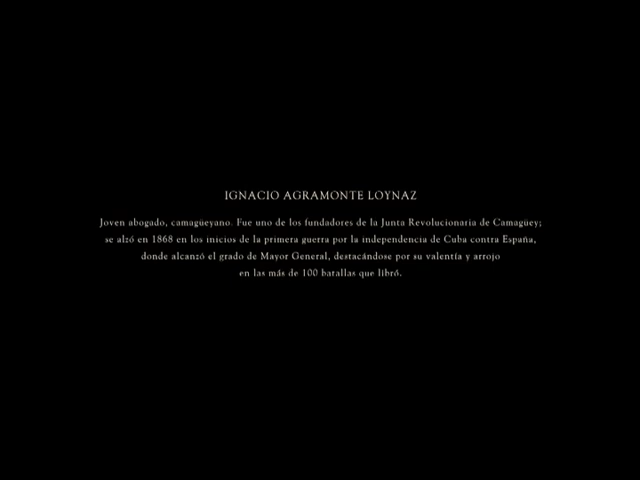 IGNACIO AGRAMONTE LOYNAZ
Joven abogado, camagüeyano. Fue uno de los fundadores de la Junta Revolucionaria de Camagüey;
se alzó en 1868 en los inicios de la primera guerra por la independencia de Cuba contra España,
donde alcanzó el grado de Mayor General, destacándose por su valentía y arrojo
en las más de 100 batallas que libró.